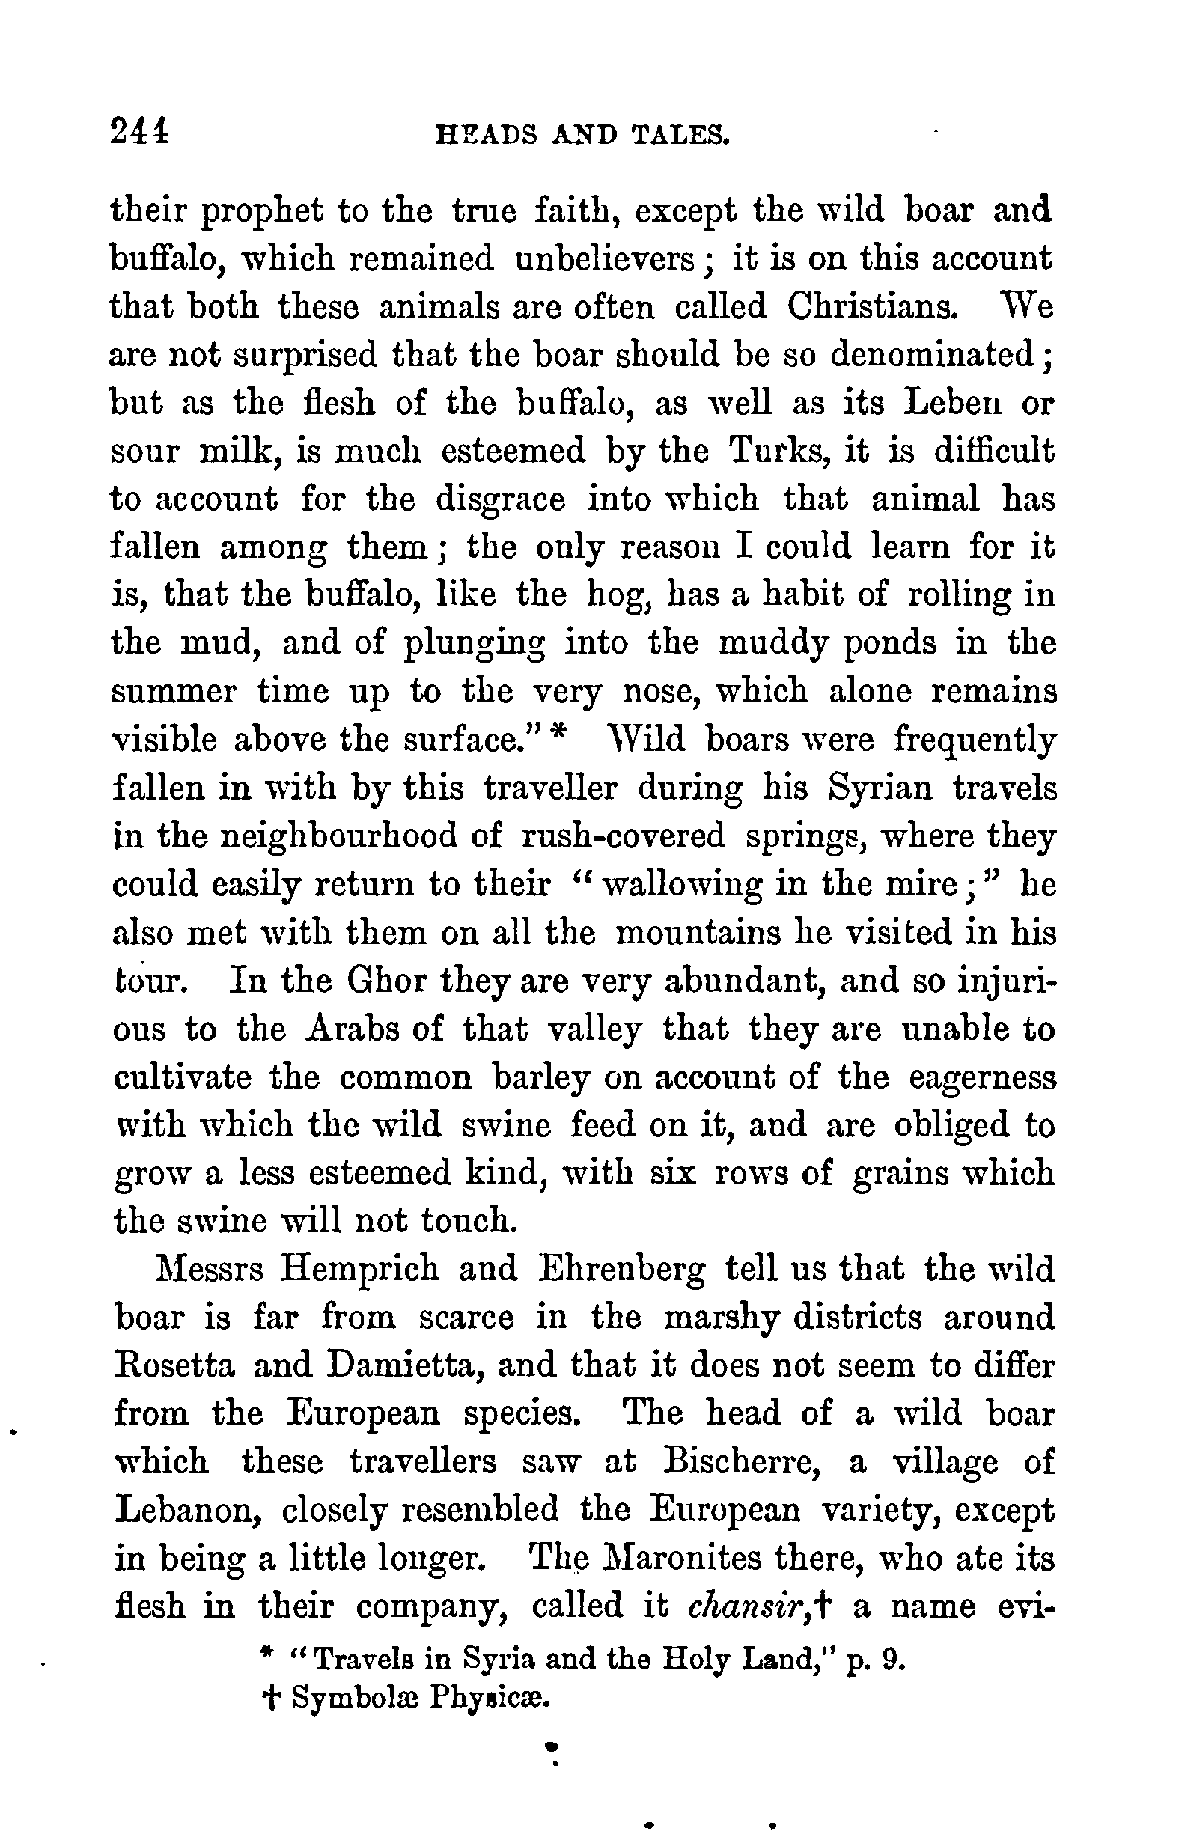 244 HEADS AND TALES.
their prophet to the true faith, except the wild boar and
buffalo, which remained unbelievers; it is on this account
that both these animals are often called Christians. We
are not surprised that the boar should be so denominated;
but as the flesh of the buffalo, as well as its Leben or
sour milk, is much esteemed by the Turks, it is difficult
to account for the disgrace into which that animal has
fallen among them; the only reason I could learn for it
is, that the buffalo, like the hog, has a habit of rolling in
the mud, and of plunging into the muddy ponds in the
summer time up to the very nose, which alone remains
visible above the surface."* Wild boars were frequently
fallen in with by this traveller during his Syrian travels
in the neighbourhood of rush-covered springs, where they
could easily return to their "wallowing in the mire;" he
also met with them on all the mountains he visited in his
tour. In the Ghor they are very abundant, and so injuri-
ous to the Arabs of that valley that they are unable to
cultivate the common barley on account of the eagerness
with which the wild swine feed on it, and are obliged to
grow a less esteemed kind, with six rows of grains which
the swine will not touch.
Messrs Hemprich and Ehrenberg tell us that the wild
boar is far from scarce in the marshy districts around
Rosetta and Damietta, and that it does not seem to differ
from the European species. The head of a wild boar
which these travellers saw at Bischerre, a village of
Lebanon, closely resembled the European variety, except
in being a little longer. The Maronites there, who ate its
flesh in their company, called it chansir,† a name evi-
* "Travels in Syria and the Holy Land," p. 9.
† Symbolæ Physicæ.